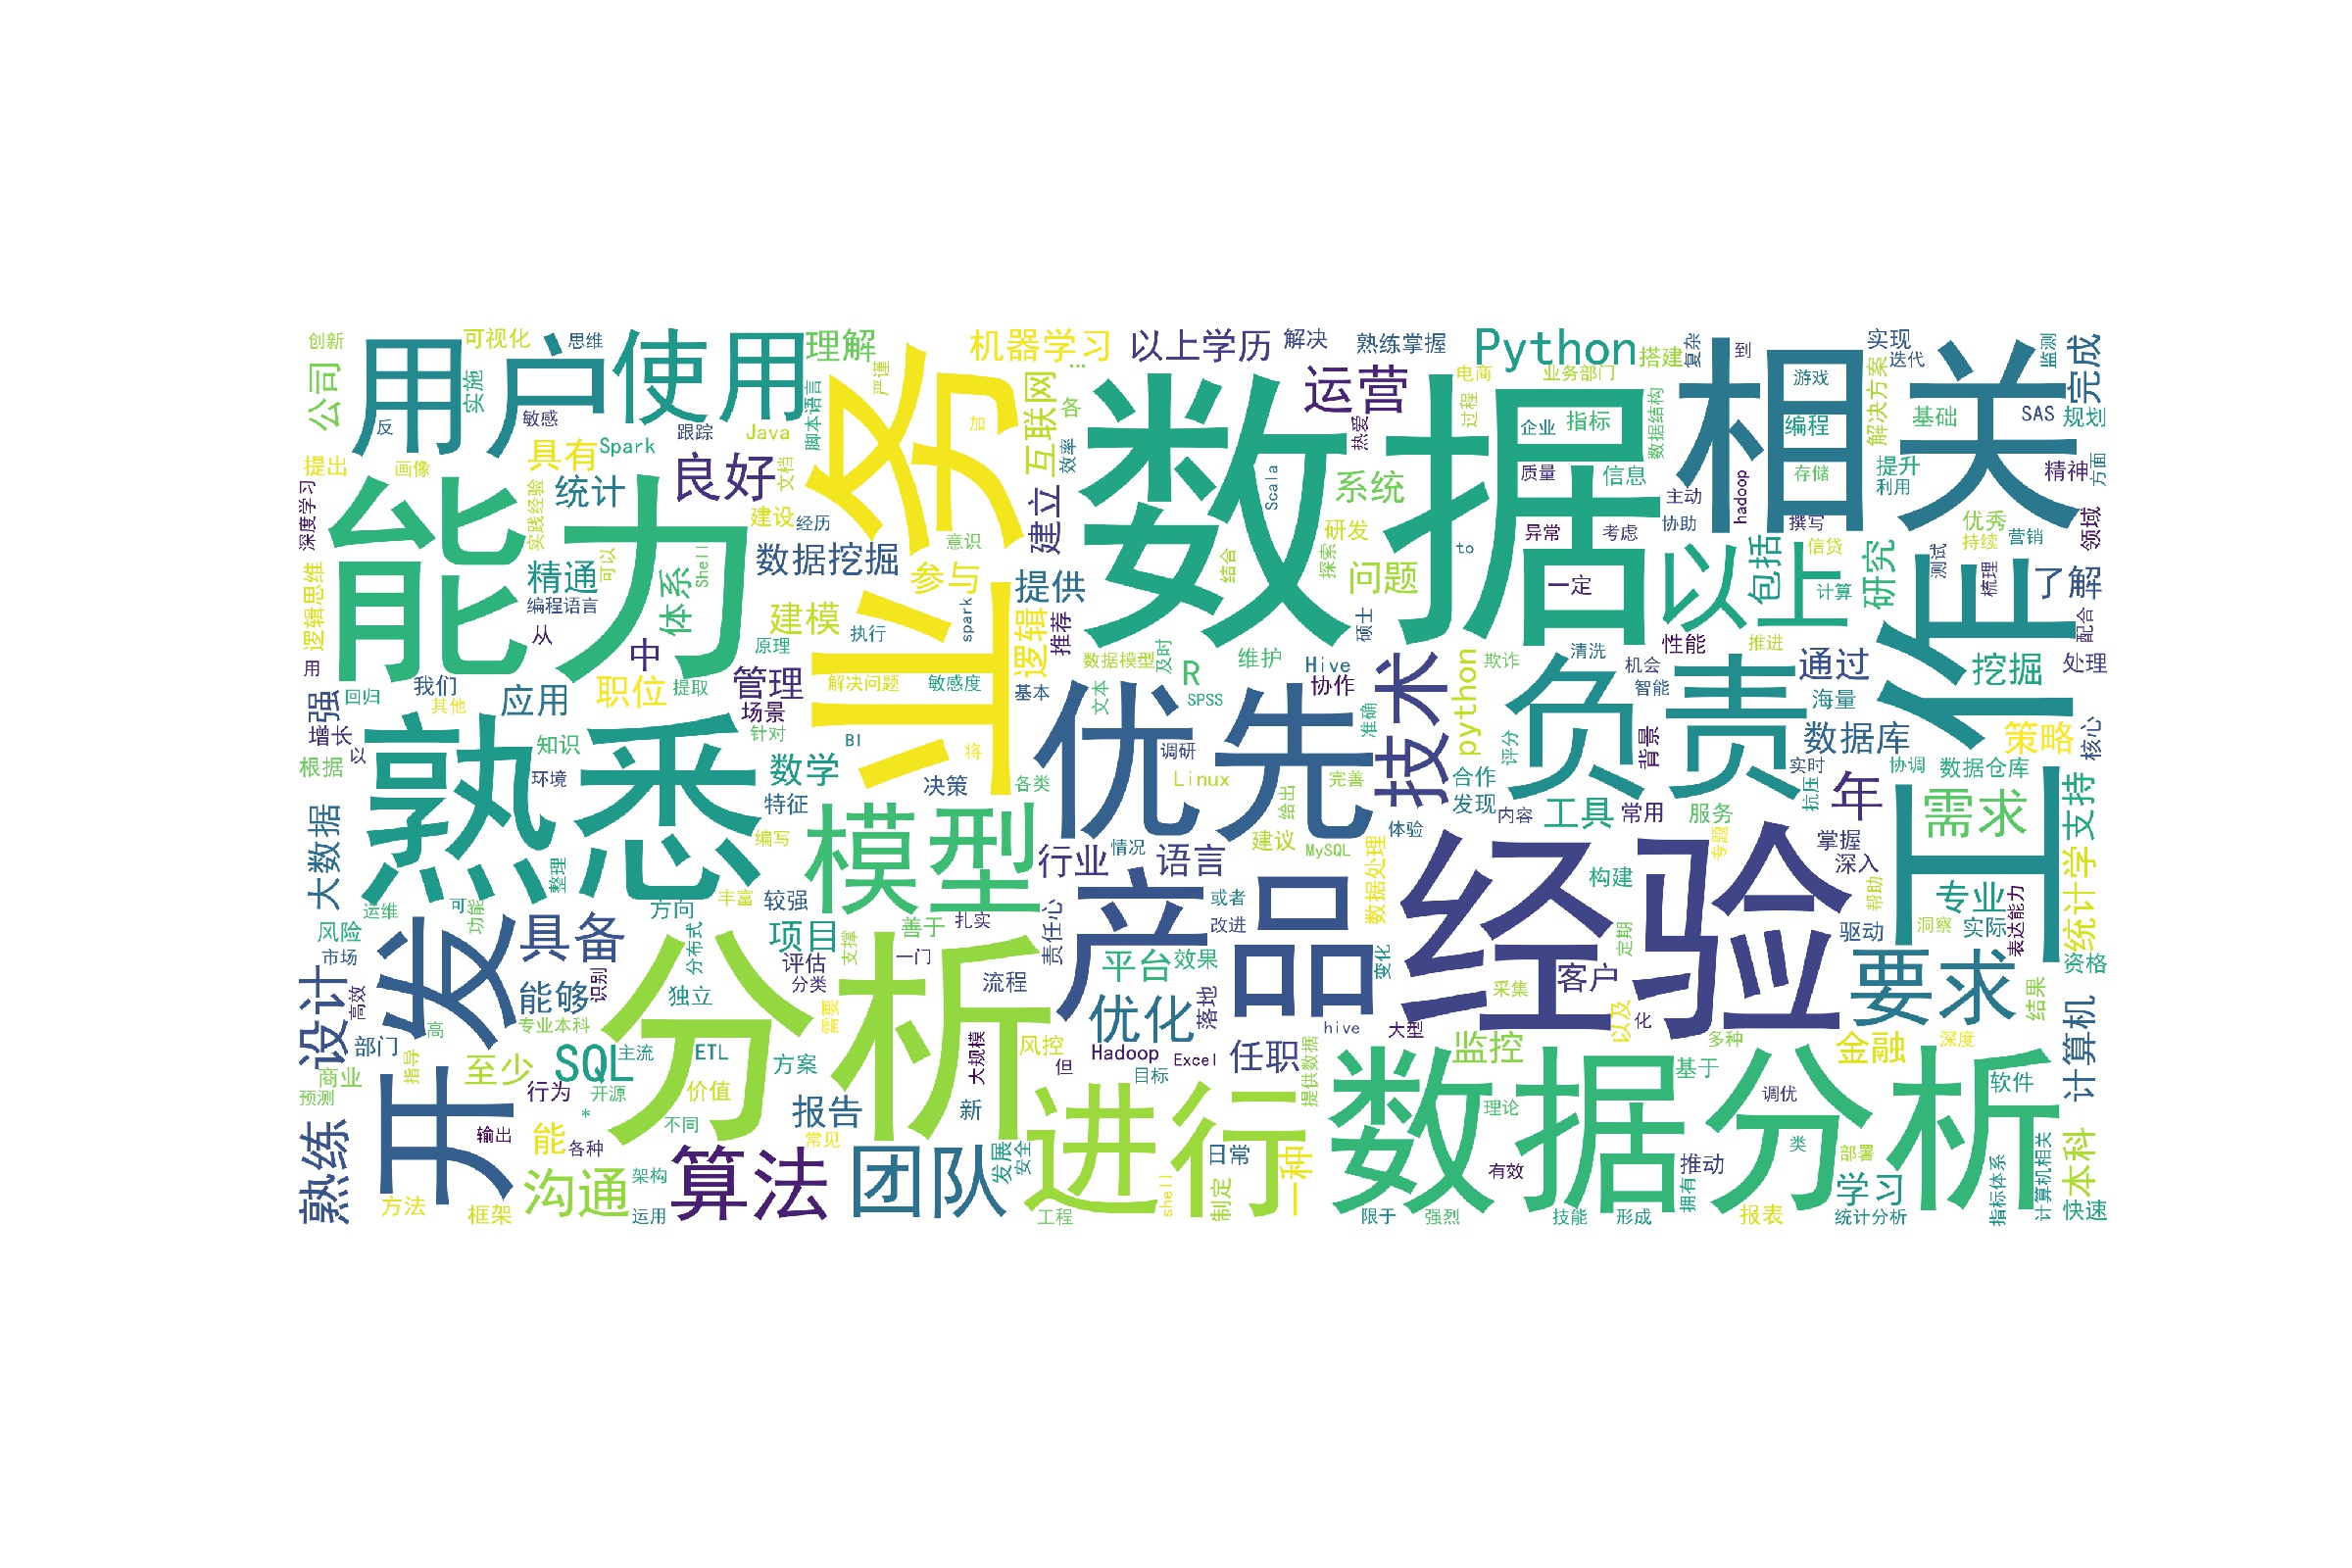 创新
可视化
思维
用户
使用
理解
机器学习
…
以上学历
解决
熟练掌握
Python
复杂
到
实现
迭代
监测
公司
实施
敏感
反
脚本语言
严谨
业务
加
互联网
各
运营
电商
业务部门
搭建
相关
游戏
解决方案
基础
SAS
规划
完成
提出
画像
具有
Spark
跟踪
Java
良好
文档
效率
数据
热爱
过程
企业
指标
数据结构
编程
深度学习
能力
实践经验
统计
建设
经历
建立
Scala
系统
质量
信息
主动
hadoop
存储
提升
利用
精神
方面
逻辑思维
精通
可以
体系
Shell
数据挖掘
意识
参与
提供
结合
探索
研发
问题
to
异常
考虑
协助
撰写
信贷
优秀
持续
营销
领域
编程语言
建模
执行
spark
逻辑
推荐
硕士
一定
以上
包括
计算
研究
工作
测试
梳理
了解
配合
用
从
中
原理
数据模型
及时
维护
Hive
技术
python
欺诈
清洗
负责
性能
推进
通过
挖掘
处理
回归
我们
其他
应用
职位
提取
管理
解决问题
敏感度
基本
文本
R
SPSS
协作
准确
机会
智能
海量
增强
增长
以
熟悉
知识
场景
针对
BI
将
优先
调研
评分
背景
数据库
策略
核心
根据
环境
数学
决策
各类
Linux
完善
合作
发现
实时
协调
数据仓库
大数据
整理
特征
编写
模型
给出
建议
MySQL
体验
内容
工具
常用
服务
抗压
年
需求
支持
行业
情况
语言
数据处理
经验
构建
专题
掌握
深入
统计学
运维
可
功能
方向
丰富
较强
善于
扎实
责任心
产品
或者
改进
帮助
专业
表达能力
风险
市场
开发
具备
分布式
项目
支撑
一门
平台
效果
变化
定期
客户
驱动
洞察
实际
资格
设计
高效
高
能够
识别
独立
评估
分类
分析
流程
优化
落地
采集
以及
化
要求
结果
专业本科
需要
hive
大型
部门
指导
SQL
主流
ETL
方案
大规模
风控
但
Hadoop
Excel
任职
提供数据
监控
多种
金融
深度
计算机
商业
至少
行为
开源
价值
目标
数据分析
基于
调优
软件
预测
*
不同
报告
新
进行
理论
熟练
输出
能
各种
常见
发展
安全
日常
一种
有效
推动
类
部署
本科
方法
框架
沟通
架构
运用
算法
团队
工程
shell
制定
限于
强烈
技能
形成
拥有
报表
学习
统计分析
指标体系
计算机相关
快速